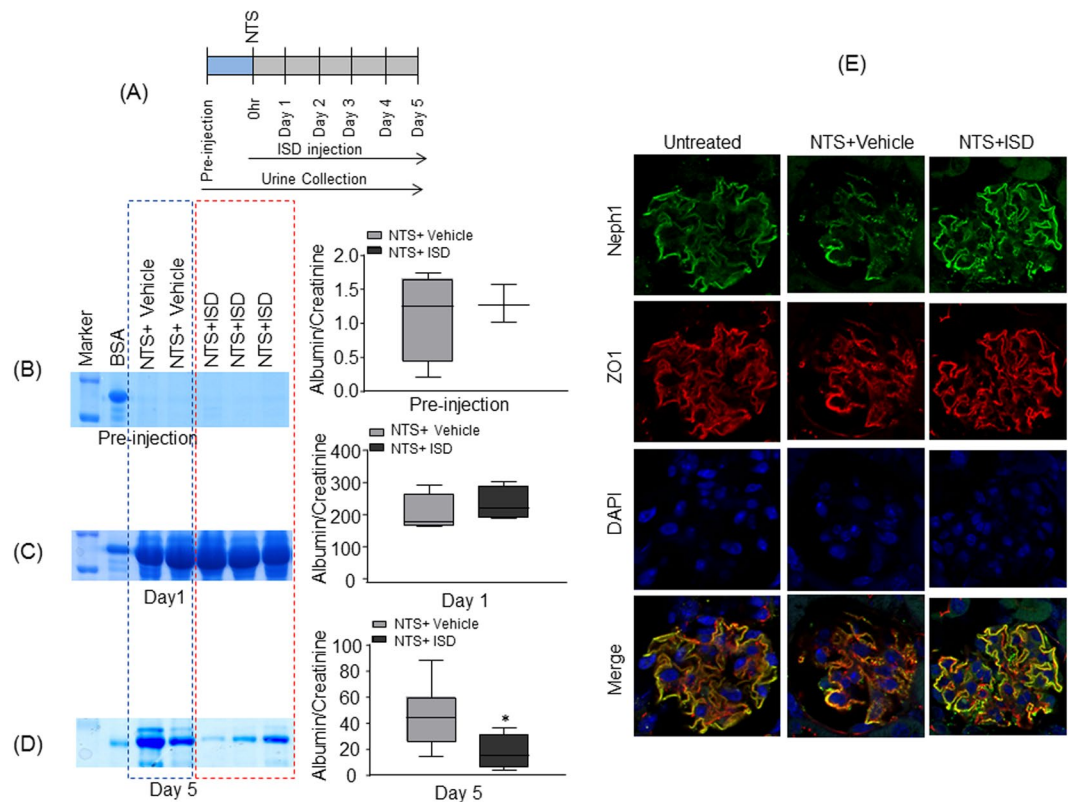 NTS
(A)
Pre-injection
0hr
Day 1
Day 2
Day 3
Day 4
Day 5
ISD injection
Urine Collection
Marker
BSA
NTS+ Vehicle
NTS+ Vehicle
NTS+ISD
NTS+ISD
NTS+ISD
(B)
Pre-injection
NTS+ Vehicle
NTS+ ISD
Albumin/Creatinine
2.0
1.5
1.0
0.5
0.0
Pre-injection
(C)
Day1
NTS+ Vehicle
NTS+ ISD
Albumin/Creatinine
400
300
200
100
0
Day 1
(D)
Day 5
NTS+ Vehicle
NTS+ ISD
Albumin/Creatinine
100
80
60
40
20
0
*
Day 5
(E)
Untreated
NTS+Vehicle
NTS+ISD
Neph1
ZO1
DAPI
Merge